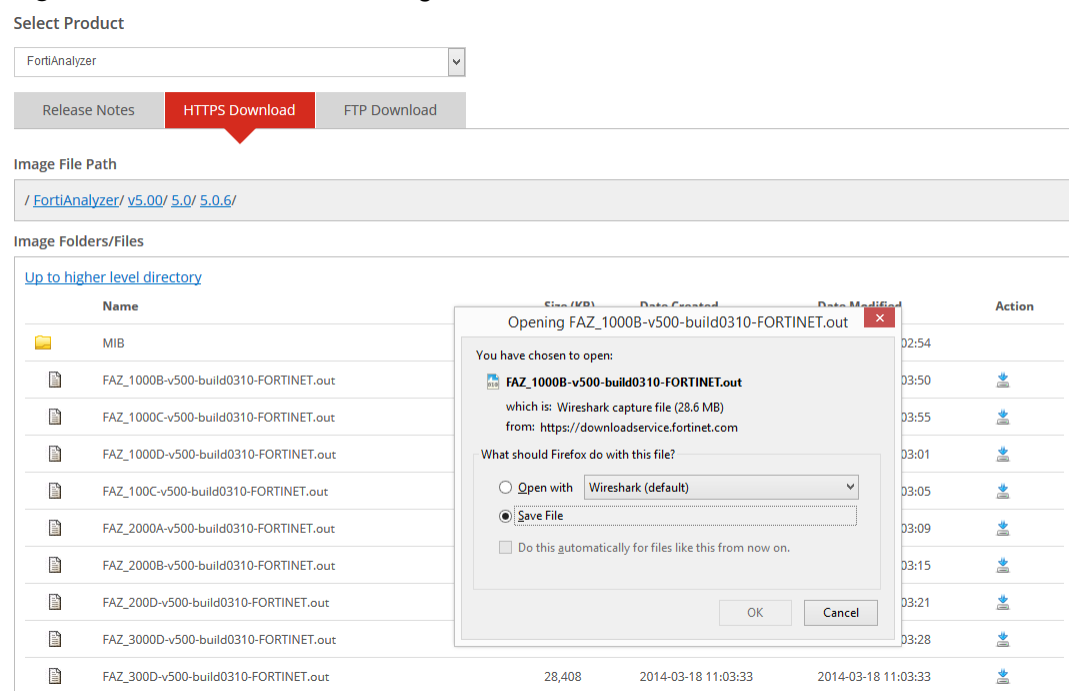 Select Product
FortiAnalyzer
Release Notes HTTPS Download FTP Download
Image File Path
/ FortiAnalyzer/ v5.00/ 5.0/ 5.0.6/
Image Folders/Files
Up to higher level directory
Name Size (KB) Date Created Date Modified Action
MIB 02:54
FAZ_1000B-v500-build0310-FORTINET.out 03:50
FAZ_1000C-v500-build0310-FORTINET.out 03:55
FAZ_1000D-v500-build0310-FORTINET.out 03:01
FAZ_100C-v500-build0310-FORTINET.out 03:05
FAZ_2000A-v500-build0310-FORTINET.out 03:09
FAZ_2000B-v500-build0310-FORTINET.out 03:15
FAZ_200D-v500-build0310-FORTINET.out 03:21
FAZ_3000D-v500-build0310-FORTINET.out 03:28
FAZ_300D-v500-build0310-FORTINET.out 28,408 2014-03-18 11:03:33 2014-03-18 11:03:33
Opening FAZ_1000B-v500-build0310-FORTINET.out
You have chosen to open:
FAZ_1000B-v500-build0310-FORTINET.out
which is: Wireshark capture file (28.6 MB)
from: https://downloadservice.fortinet.com
What should Firefox do with this file?
Open with Wireshark (default)
Save File
Do this automatically for files like this from now on.
OK Cancel